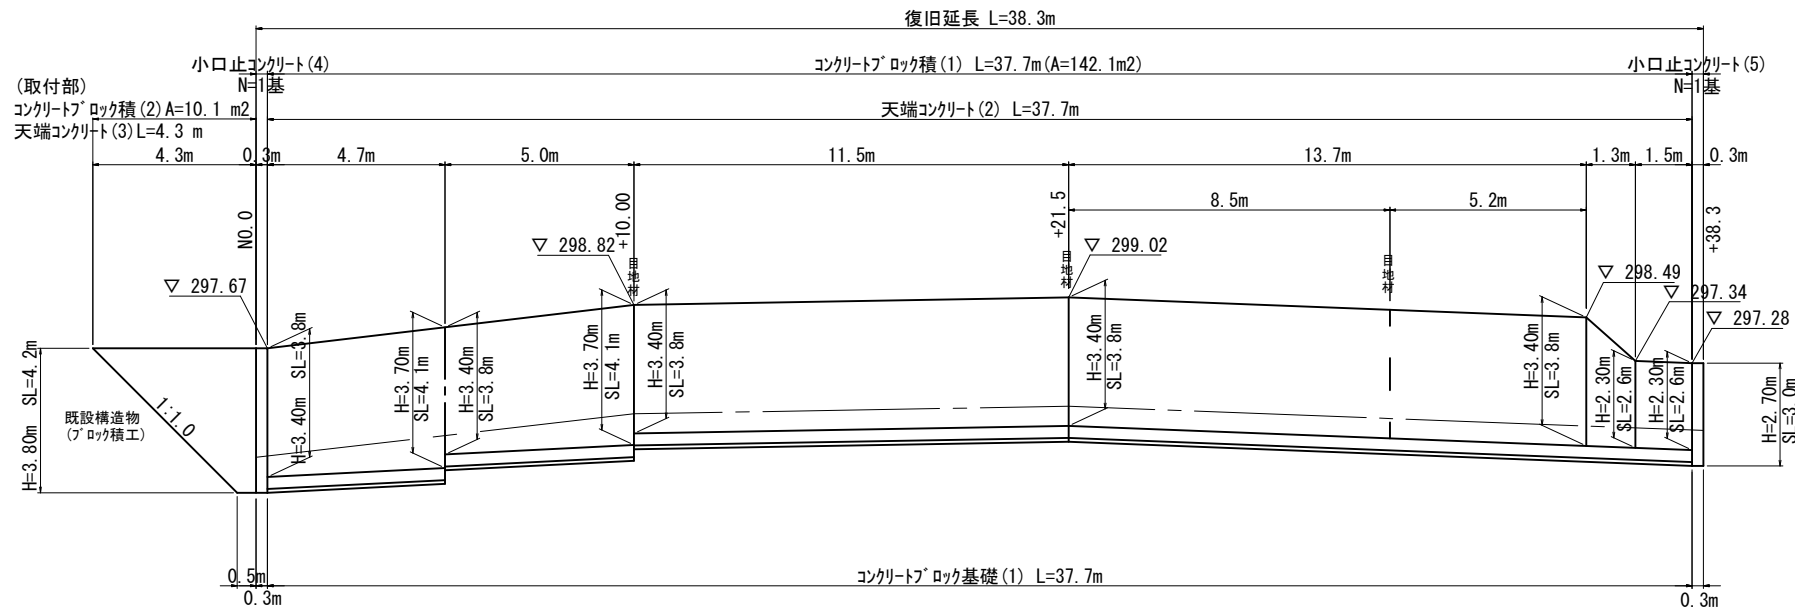 復旧延長 L=38.3m
小口止コンクリート(4)
N=1基
コンクリートブロック積(1) L=37.7m(A=142.1m2)
小口止コンクリート(5)
N=1基
(取付部)
コンクリートブロック積(2)A=10.1 m2
天端コンクリート(3)L=4.3 m
天端コンクリート(2) L=37.7m
4.3m
0.3m
4.7m
5.0m
11.5m
13.7m
1.3m
1.5m
0.3m
8.5m
5.2m
N0.0
+10.00
+21.5
+38.3
▽ 297.67
▽ 298.82
▽ 299.02
▽ 298.49
▽ 297.34
▽ 297.28
目地材
目地材
目地材
H=3.80m SL=4.2m
H=3.40m SL=3.8m
H=3.70m
SL=4.1m
H=3.40m
SL=3.8m
H=3.70m
SL=4.1m
H=3.40m
SL=3.8m
H=3.40m
SL=3.8m
H=3.40m
SL=3.8m
H=2.30m
SL=2.6m
H=2.30m
SL=2.6m
H=2.70m
SL=3.0m
1:1.0
既設構造物
(ブロック積工)
0.5m
0.3m
コンクリートブロック基礎(1) L=37.7m
0.3m